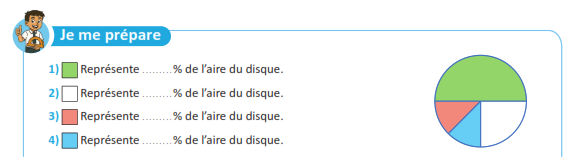 Je me prépare
1) Représente ......... % de l'aire du disque.
2) Représente ......... % de l'aire du disque.
3) Représente ......... % de l'aire du disque.
4) Représente ......... % de l'aire du disque.